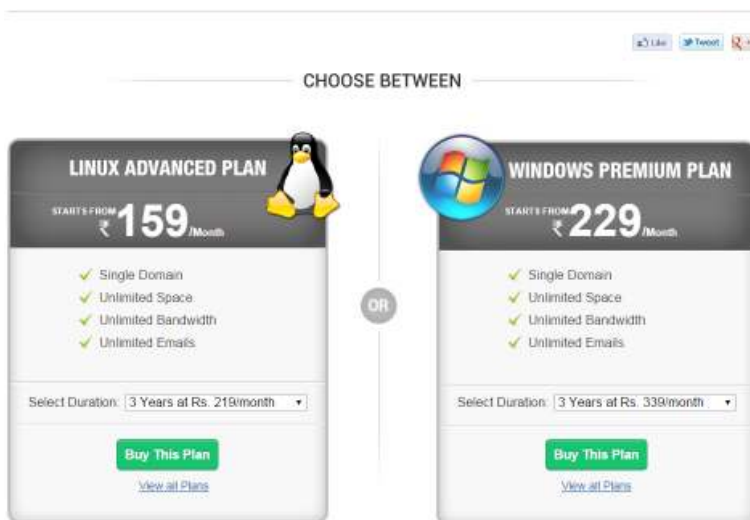 Like Tweet
CHOOSE BETWEEN
LINUX ADVANCED PLAN
STARTS FROM
₹ 159 /Month
Single Domain
Unlimited Space
Unlimited Bandwidth
Unlimited Emails
Select Duration: 3 Years at Rs. 219/month
Buy This Plan
View all Plans
OR
WINDOWS PREMIUM PLAN
STARTS FROM
₹ 229 /Month
Single Domain
Unlimited Space
Unlimited Bandwidth
Unlimited Emails
Select Duration: 3 Years at Rs. 339/month
Buy This Plan
View all Plans